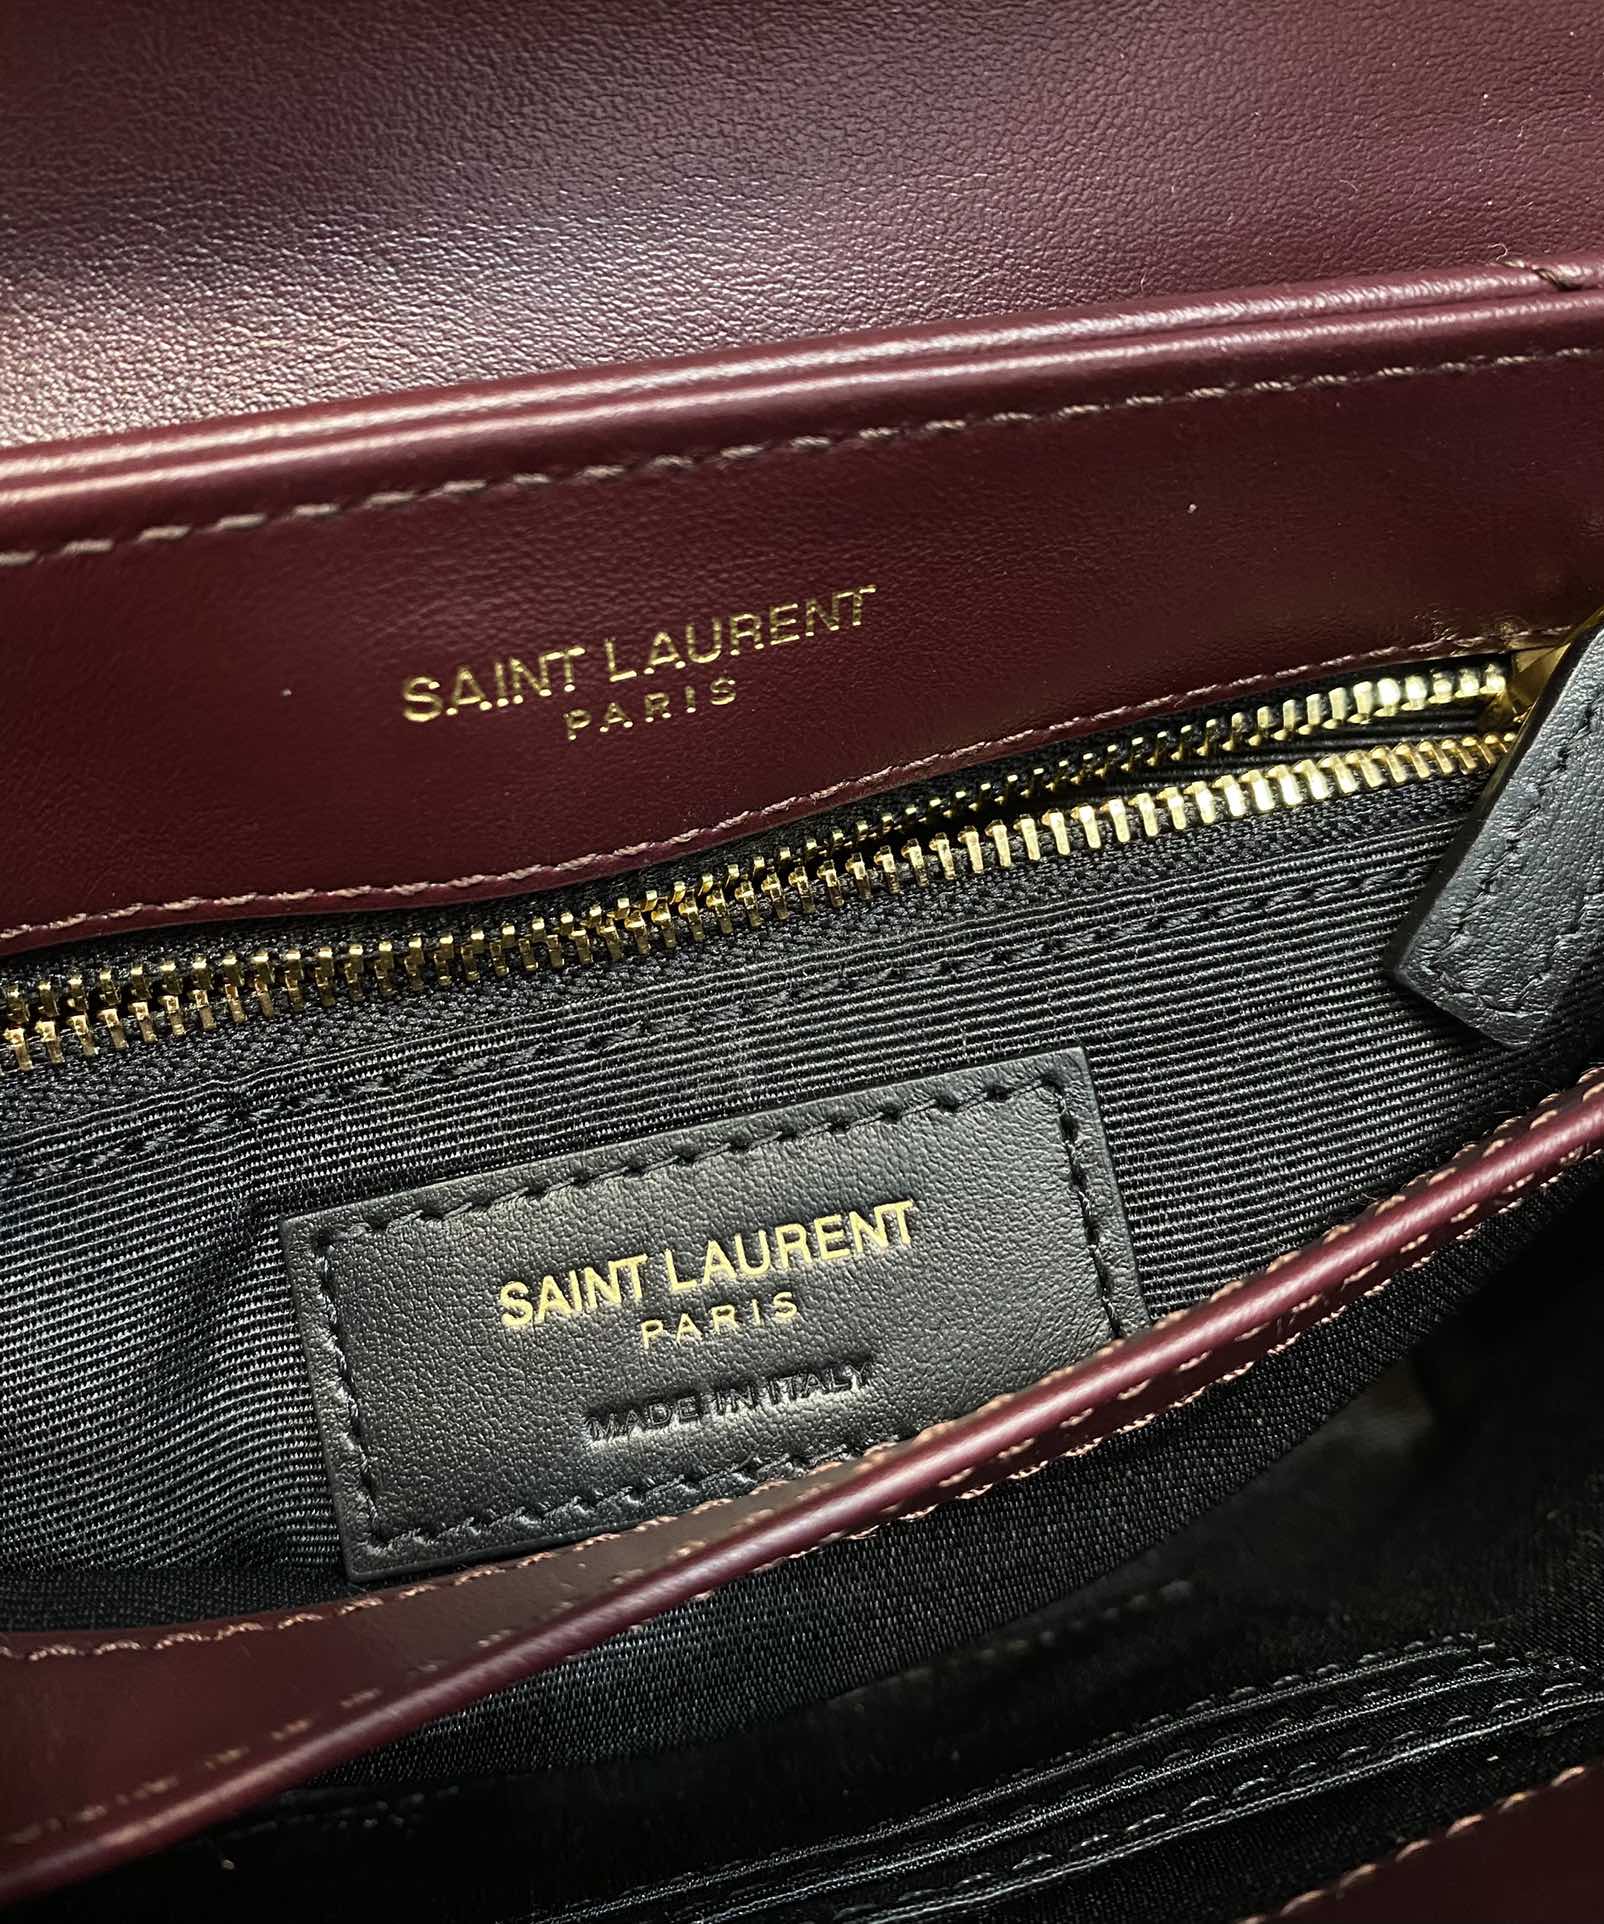 SAINT LAURENT
PARIS
SAINT LAURENT
PARIS
MADE IN ITALY